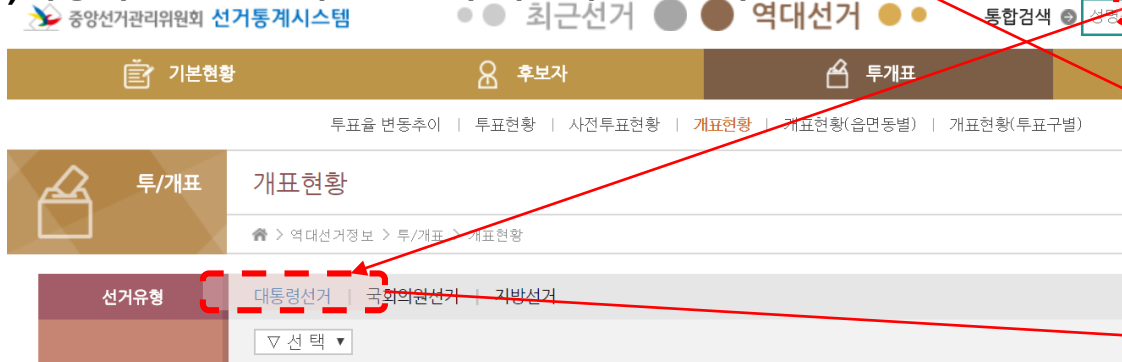 중앙선거관리위원회 선거통계시스템 최근선거 역대선거 통합검색 성명
기본현황 후보자 투개표
투표율 변동추이 | 투표현황 | 사전투표현황 | 개표현황 | 개표현황(읍면동별) | 개표현황(투표구별)
투/개표 개표현황
> 역대선거정보 > 투/개표 > 개표현황
선거유형 대통령선거 | 국회의원선거 | 지방선거
▽ 선 택 ▼